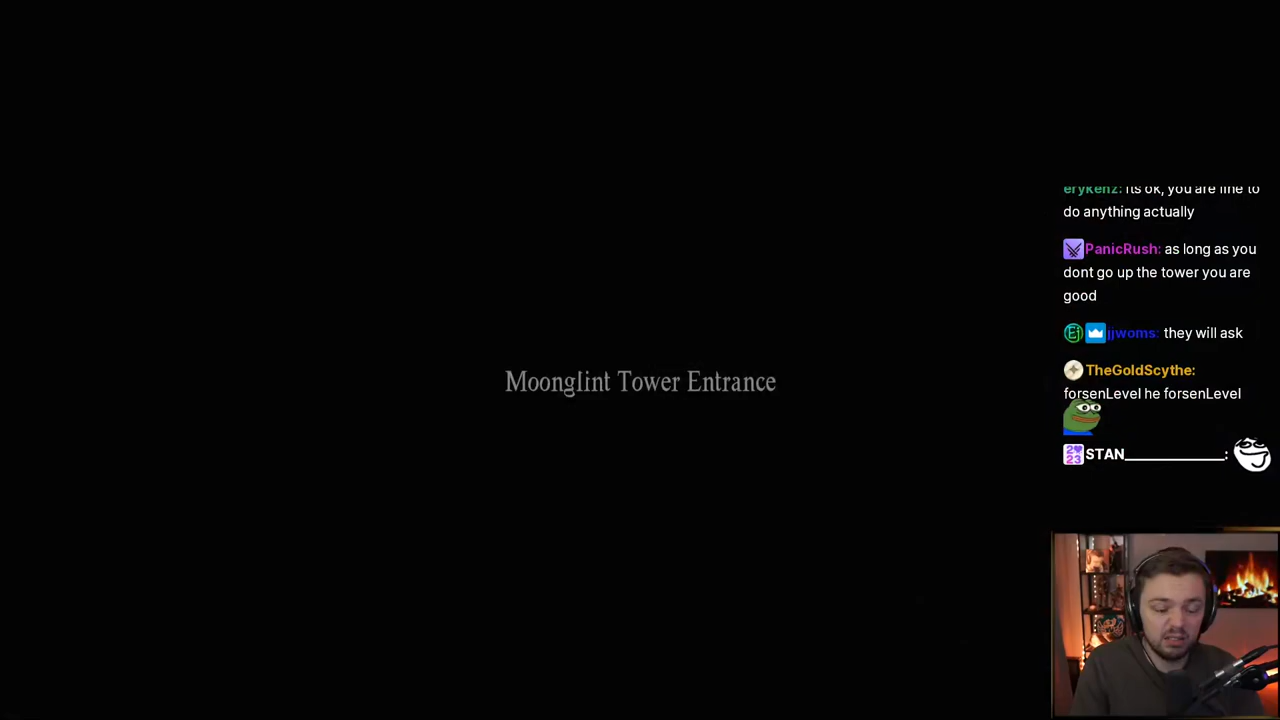 Moonglint Tower Entrance
erykenz: its ok, you are fine to
do anything actually
PanicRush: as long as you
dont go up the tower you are
good
jjwoms: they will ask
TheGoldScythe:
forsenLevel he forsenLevel
STAN______________: